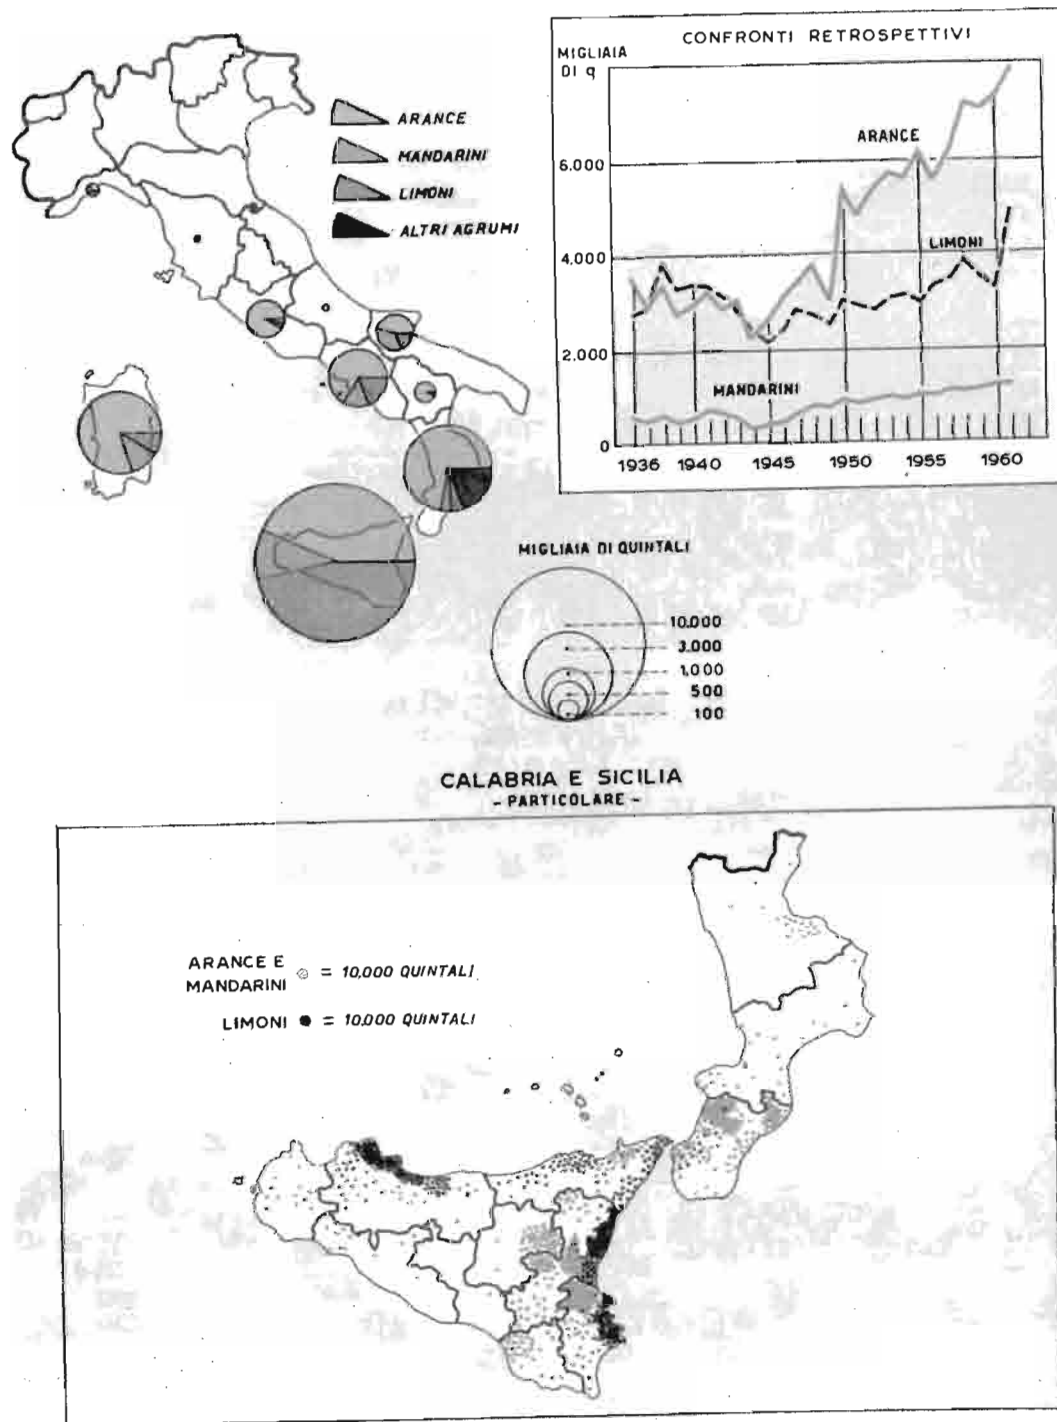 ARANCE
MANDARINI
LIMONI
ALTRI AGRUMI
CONFRONTI RETROSPETTIVI
MIGLIAIA
DI q
6.000
4.000
2.000
0
ARANCE
LIMONI
MANDARINI
1936 1940 1945 1950 1955 1960
MIGLIAIA DI QUINTALI
10.000
3.000
1.000
500
100
CALABRIA E SICILIA
- PARTICOLARE -
ARANCE E
MANDARINI = 10.000 QUINTALI
LIMONI = 10.000 QUINTALI